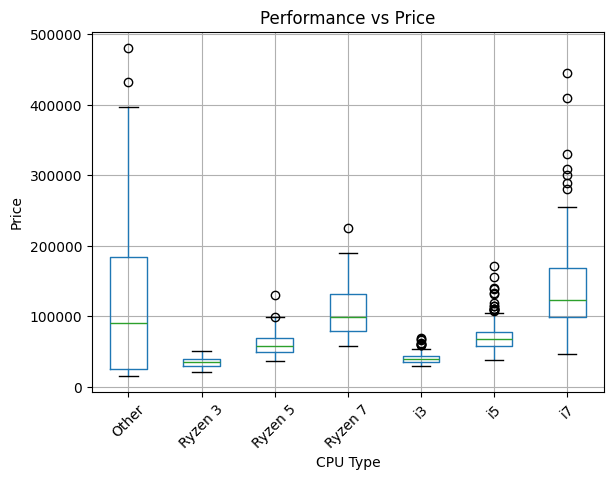 Performance vs Price
500000
400000
300000
200000
100000
0
Price
Other
Ryzen 3
Ryzen 5
Ryzen 7
i3
i5
i7
CPU Type